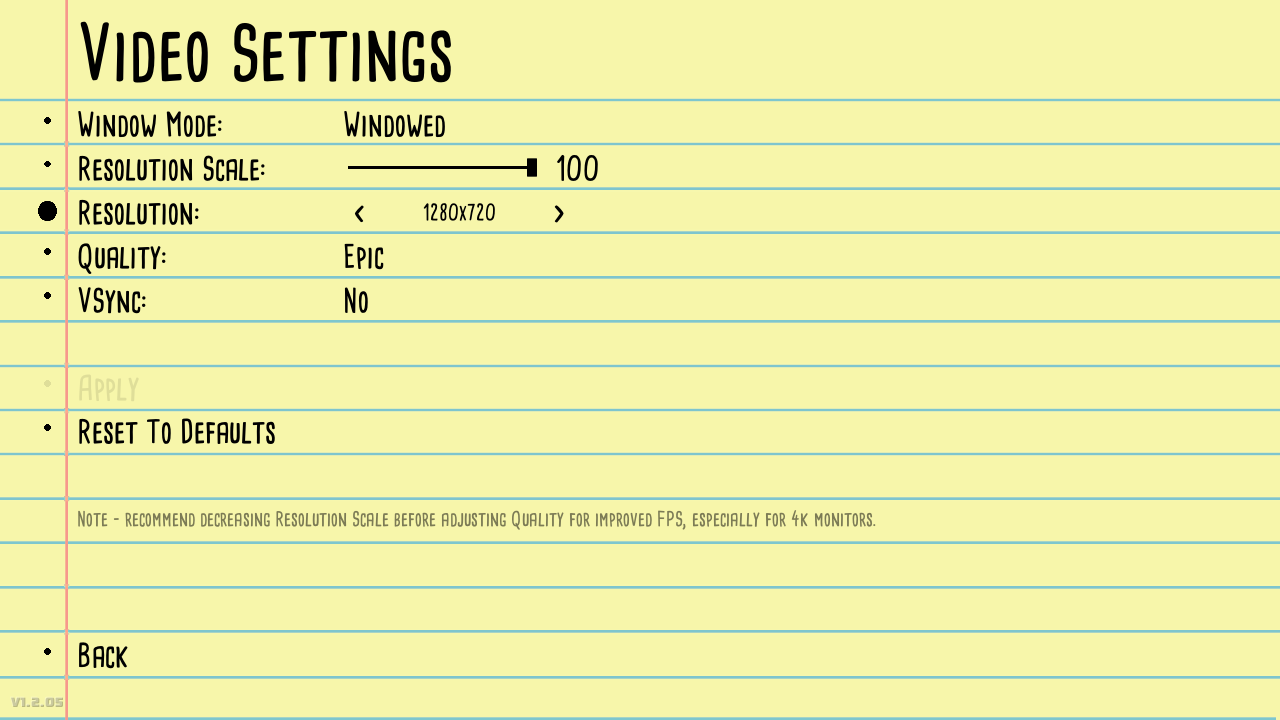 Video Settings
Window Mode: Windowed
Resolution Scale: 100
Resolution: < 1280x720 >
Quality: Epic
VSync: No
Apply
Reset To Defaults
Note - recommend decreasing Resolution Scale before adjusting Quality for improved FPS, especially for 4k monitors.
Back
V1.2.05